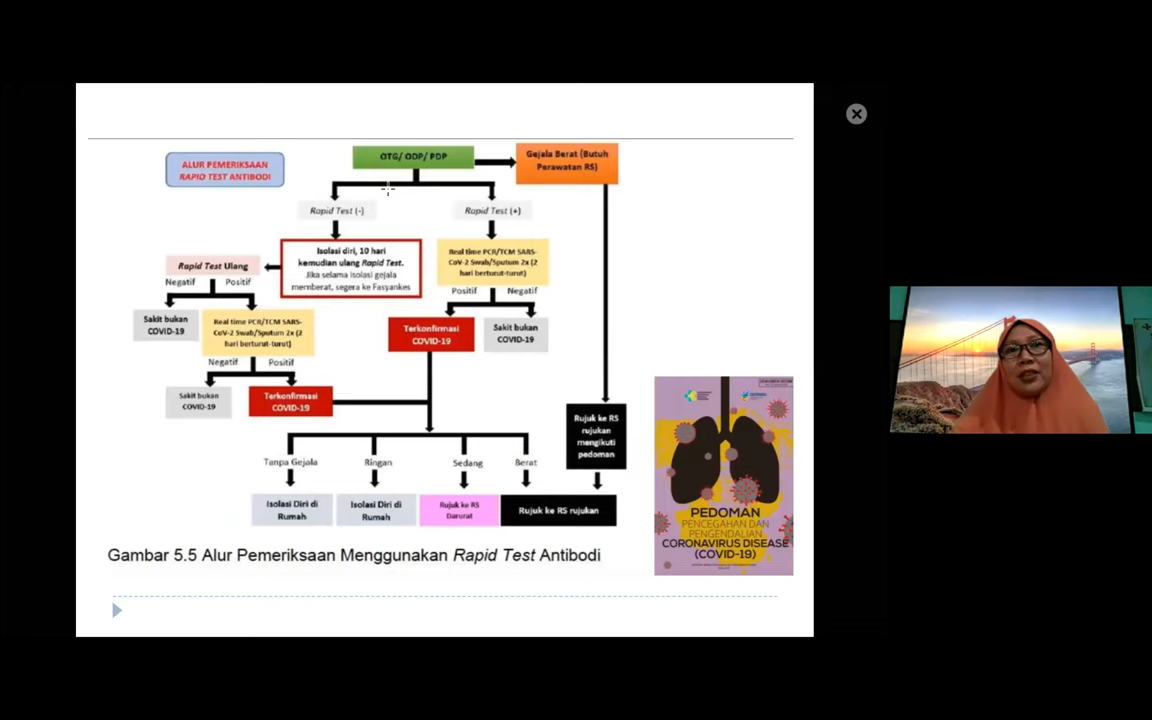 ALUR PEMERIKSAAN
RAPID TEST ANTIBODI
OTG/ ODP/ PDP
Gejala Berat (Butuh
Perawatan RS)
Rapid Test (-)
Rapid Test (+)
Isolasi diri, 10 hari
kemudian ulang Rapid Test.
Jika selama isolasi gejala
memberat, segera ke Fasyankes
Real time PCR/TCM SARS-
CoV-2 Swab/Sputum 2x (2
hari berturut-turut)
Rapid Test Ulang
Negatif
Positif
Positif
Negatif
Sakit bukan
COVID-19
Real time PCR/TCM SARS-
CoV-2 Swab/Sputum 2x (2
hari berturut-turut)
Terkonfirmasi
COVID-19
Sakit bukan
COVID-19
Negatif
Positif
Sakit bukan
COVID-19
Terkonfirmasi
COVID-19
Rujuk ke RS
rujukan
mengikuti
pedoman
Tanpa Gejala
Ringan
Sedang
Berat
Isolasi Diri di
Rumah
Isolasi Diri di
Rumah
Rujuk ke RS
Darurat
Rujuk ke RS rujukan
PEDOMAN
PENCEGAHAN DAN
PENGENDALIAN
CORONAVIRUS DISEASE
(COVID-19)
Gambar 5.5 Alur Pemeriksaan Menggunakan Rapid Test Antibodi